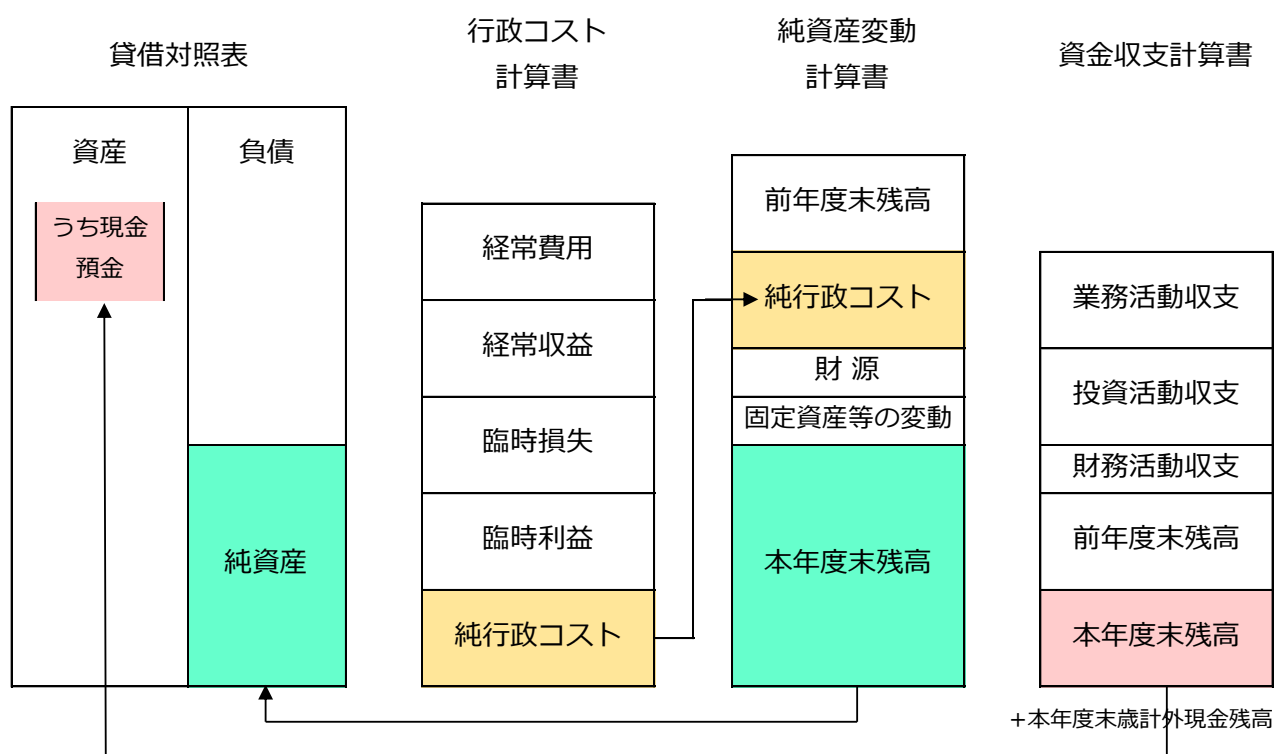 貸借対照表
資産
負債
うち現金
預金
純資産
行政コスト
計算書
経常費用
経常収益
臨時損失
臨時利益
純行政コスト
純資産変動
計算書
前年度末残高
純行政コスト
財 源
固定資産等の変動
本年度末残高
資金収支計算書
業務活動収支
投資活動収支
財務活動収支
前年度末残高
本年度末残高
+本年度末歳計外現金残高